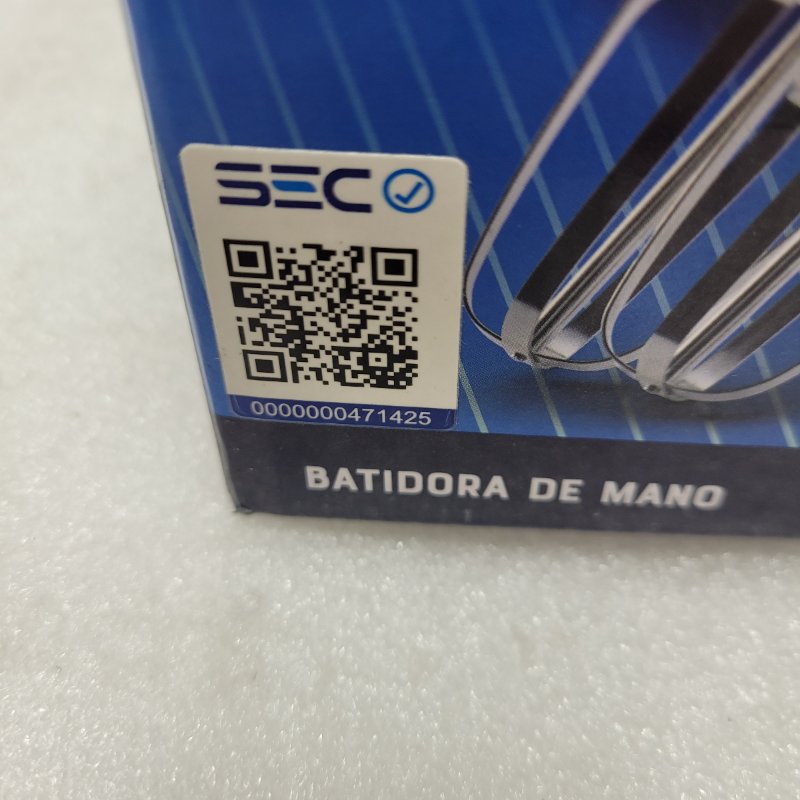 SEC
0000000471425
BATIDORA DE MANO